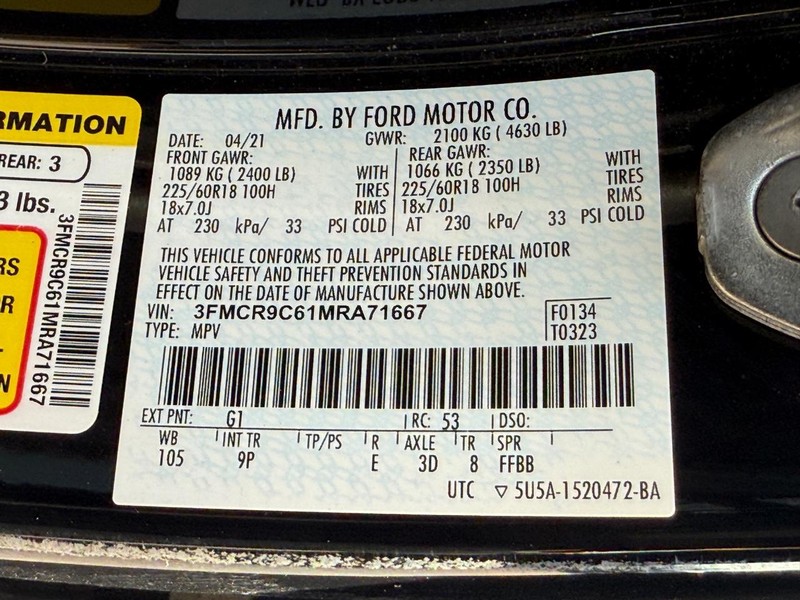 MFD. BY FORD MOTOR CO.
DATE: 04/21 GVWR: 2100 KG ( 4630 LB)
FRONT GAWR: REAR GAWR:
1089 KG ( 2400 LB) WITH 1066 KG ( 2350 LB) WITH
225/60R18 100H TIRES 225/60R18 100H TIRES
18x7.0J RIMS 18x7.0J RIMS
AT 230 kPa/ 33 PSI COLD AT 230 kPa/ 33 PSI COLD
THIS VEHICLE CONFORMS TO ALL APPLICABLE FEDERAL MOTOR
VEHICLE SAFETY AND THEFT PREVENTION STANDARDS IN
EFFECT ON THE DATE OF MANUFACTURE SHOWN ABOVE.
VIN: 3FMCR9C61MRA71667 F0134
TYPE: MPV T0323
EXT PNT: G1 RC: 53 DSO:
WB INT TR TP/PS R AXLE TR SPR
105 9P E 3D 8 FFBB
UTC ▽ 5U5A-1520472-BA
RMATION
REAR: 3
3 lbs.
3FMCR9C61MRA71667
RS
R
N